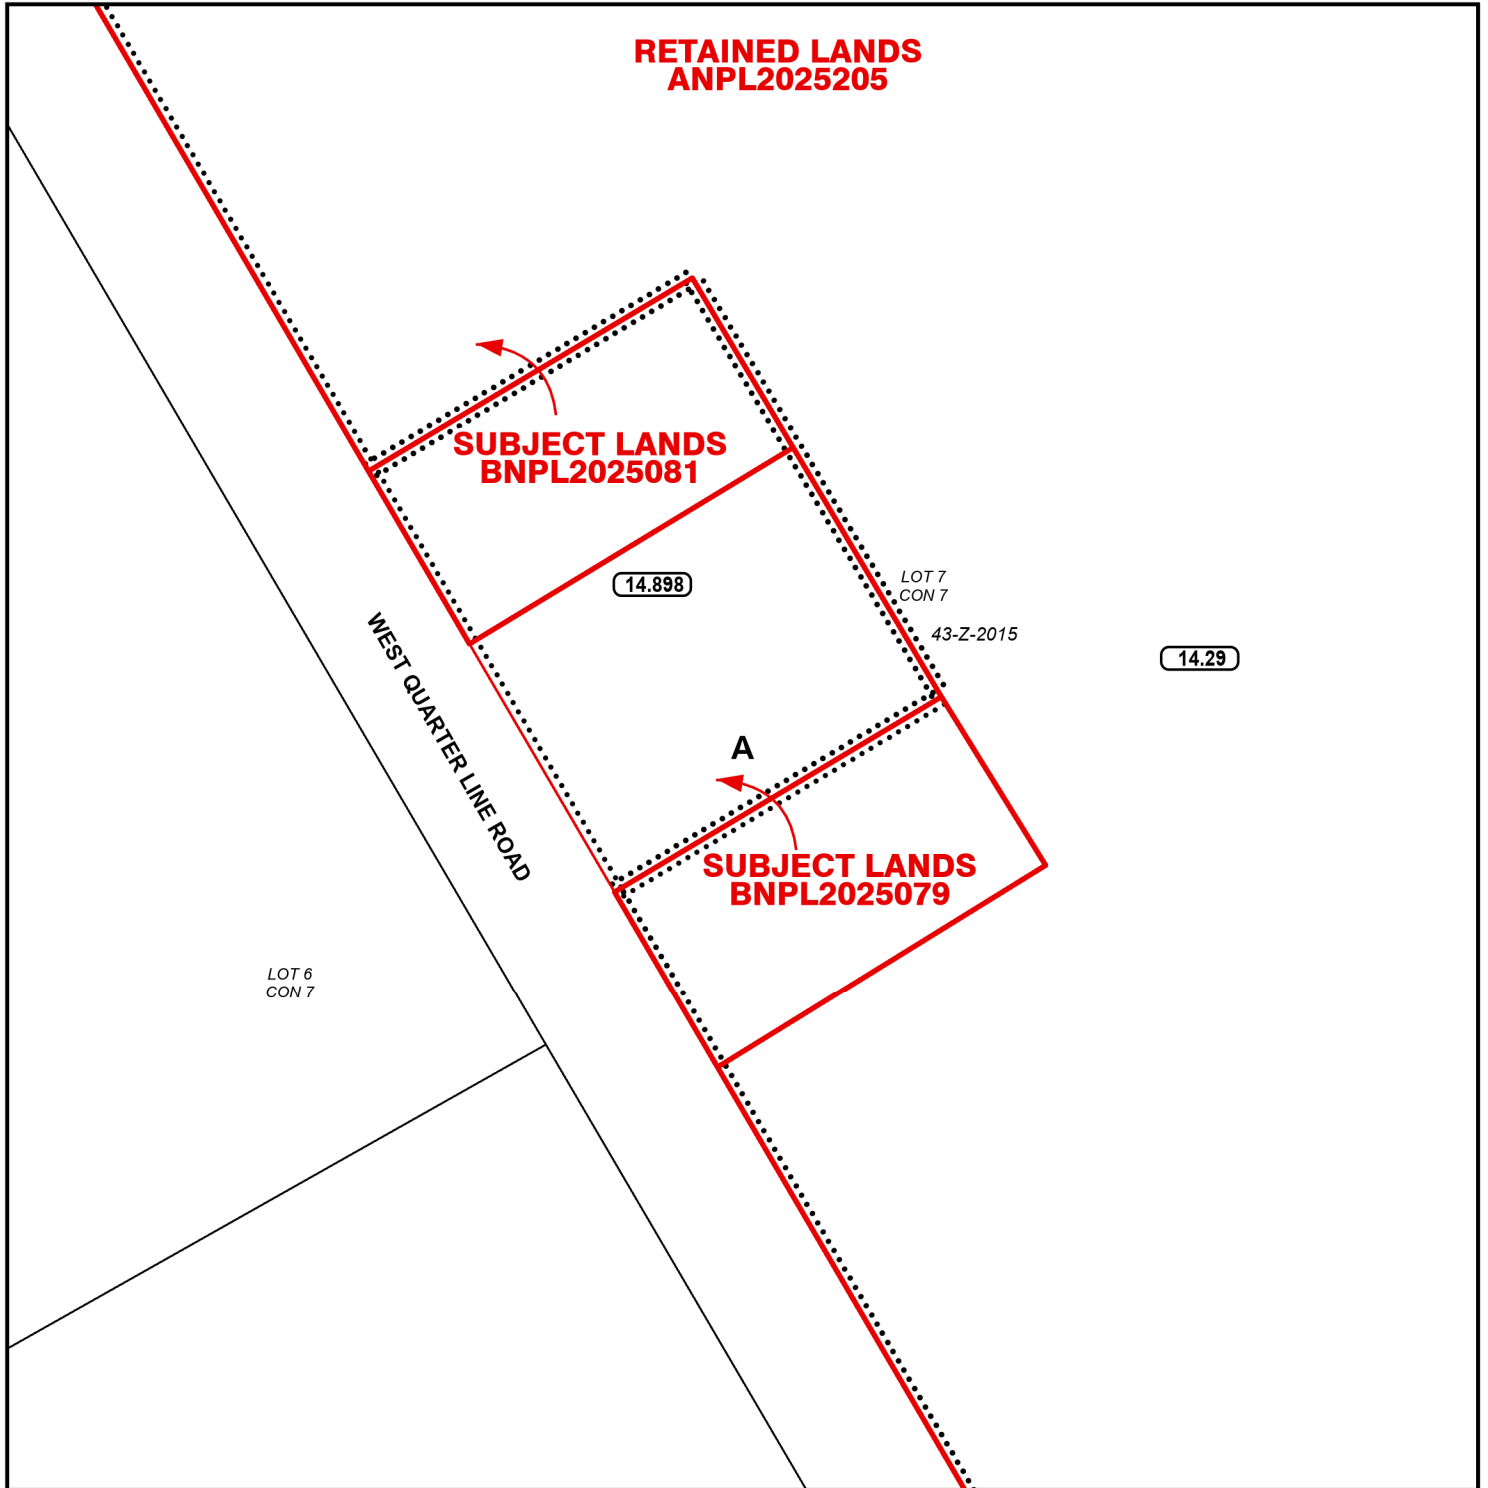 RETAINED LANDS
ANPL2025205
SUBJECT LANDS
BNPL2025081
14.898
LOT 7
CON 7
43-Z-2015
14.29
WEST QUARTER LINE ROAD
A
SUBJECT LANDS
BNPL2025079
LOT 6
CON 7